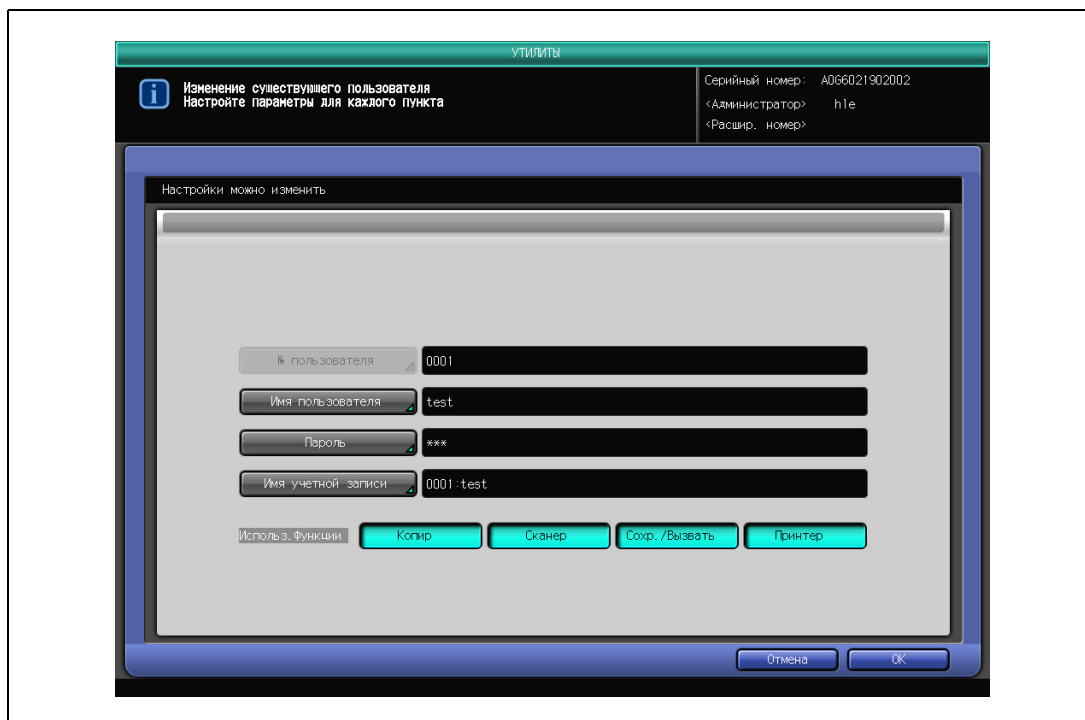 УТИЛИТЫ
Изменение существующего пользователя
Настройте параметры для каждого пункта
Серийный номер: A0G6021902002
<Администратор> hle
<Расшир. номер>
Настройки можно изменить
№ пользователя 0001
Имя пользователя test
Пароль ***
Имя учетной записи 0001:test
Использ.функции Копир Сканер Сохр./Вызвать Принтер
Отмена OK